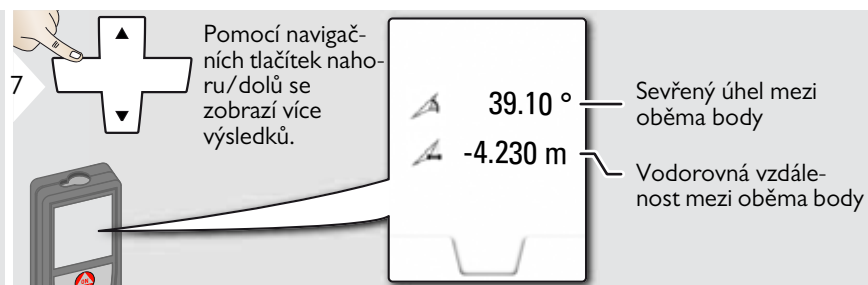 7
Pomocí navigač-
ních tlačítek naho-
ru/dolů se
zobrazí více
výsledků.
39.10 °
Sevřený úhel mezi
oběma body
-4.230 m
Vodorovná vzdále-
nost mezi oběma body
ON